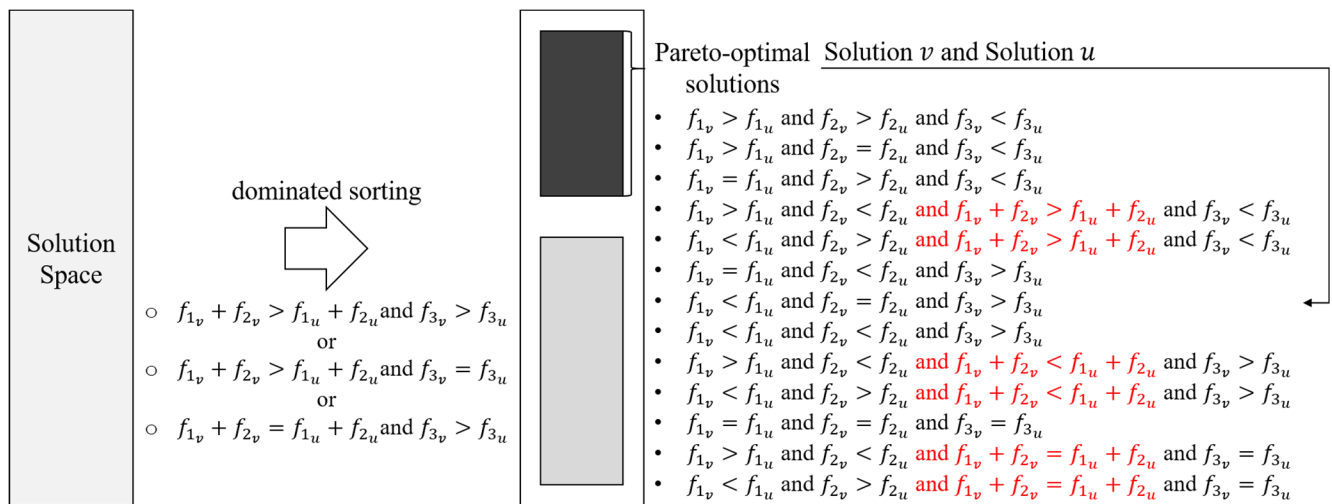 Solution
Space
dominated sorting
○ f₁ᵥ + f₂ᵥ > f₁ᵤ + f₂ᵤ and f₃ᵥ > f₃ᵤ
or
○ f₁ᵥ + f₂ᵥ > f₁ᵤ + f₂ᵤ and f₃ᵥ = f₃ᵤ
or
○ f₁ᵥ + f₂ᵥ = f₁ᵤ + f₂ᵤ and f₃ᵥ > f₃ᵤ
Pareto-optimal Solution v and Solution u
solutions
• f₁ᵥ > f₁ᵤ and f₂ᵥ > f₂ᵤ and f₃ᵥ < f₃ᵤ
• f₁ᵥ > f₁ᵤ and f₂ᵥ = f₂ᵤ and f₃ᵥ < f₃ᵤ
• f₁ᵥ = f₁ᵤ and f₂ᵥ > f₂ᵤ and f₃ᵥ < f₃ᵤ
• f₁ᵥ > f₁ᵤ and f₂ᵥ < f₂ᵤ and f₁ᵥ + f₂ᵥ > f₁ᵤ + f₂ᵤ and f₃ᵥ < f₃ᵤ
• f₁ᵥ < f₁ᵤ and f₂ᵥ > f₂ᵤ and f₁ᵥ + f₂ᵥ > f₁ᵤ + f₂ᵤ and f₃ᵥ < f₃ᵤ
• f₁ᵥ = f₁ᵤ and f₂ᵥ < f₂ᵤ and f₃ᵥ > f₃ᵤ
• f₁ᵥ < f₁ᵤ and f₂ᵥ = f₂ᵤ and f₃ᵥ > f₃ᵤ
• f₁ᵥ < f₁ᵤ and f₂ᵥ < f₂ᵤ and f₃ᵥ > f₃ᵤ
• f₁ᵥ > f₁ᵤ and f₂ᵥ < f₂ᵤ and f₁ᵥ + f₂ᵥ < f₁ᵤ + f₂ᵤ and f₃ᵥ > f₃ᵤ
• f₁ᵥ < f₁ᵤ and f₂ᵥ > f₂ᵤ and f₁ᵥ + f₂ᵥ < f₁ᵤ + f₂ᵤ and f₃ᵥ > f₃ᵤ
• f₁ᵥ = f₁ᵤ and f₂ᵥ = f₂ᵤ and f₃ᵥ = f₃ᵤ
• f₁ᵥ > f₁ᵤ and f₂ᵥ < f₂ᵤ and f₁ᵥ + f₂ᵥ = f₁ᵤ + f₂ᵤ and f₃ᵥ = f₃ᵤ
• f₁ᵥ < f₁ᵤ and f₂ᵥ > f₂ᵤ and f₁ᵥ + f₂ᵥ = f₁ᵤ + f₂ᵤ and f₃ᵥ = f₃ᵤ